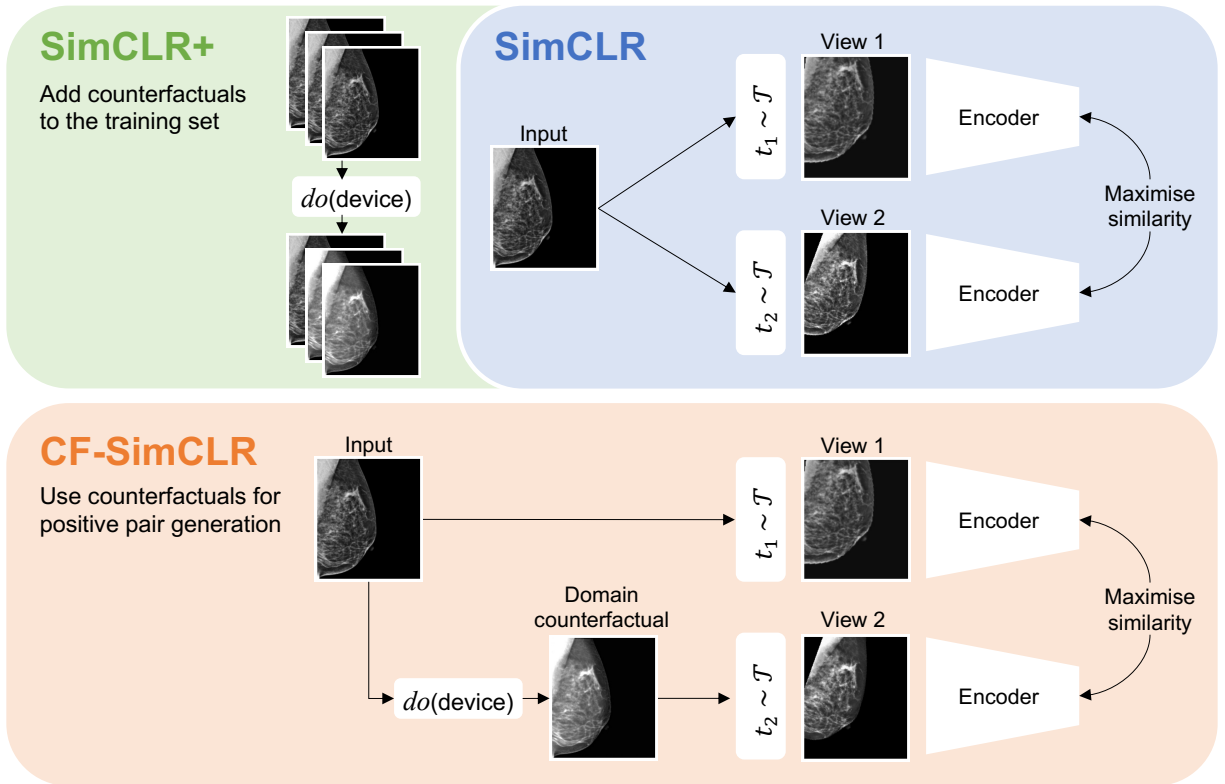 SimCLR+
Add counterfactuals
to the training set
do(device)
SimCLR
Input
t₁ ~ 𝒯
View 1
Encoder
t₂ ~ 𝒯
View 2
Encoder
Maximise
similarity
CF-SimCLR
Use counterfactuals for
positive pair generation
Input
t₁ ~ 𝒯
View 1
Encoder
do(device)
Domain
counterfactual
t₂ ~ 𝒯
View 2
Encoder
Maximise
similarity